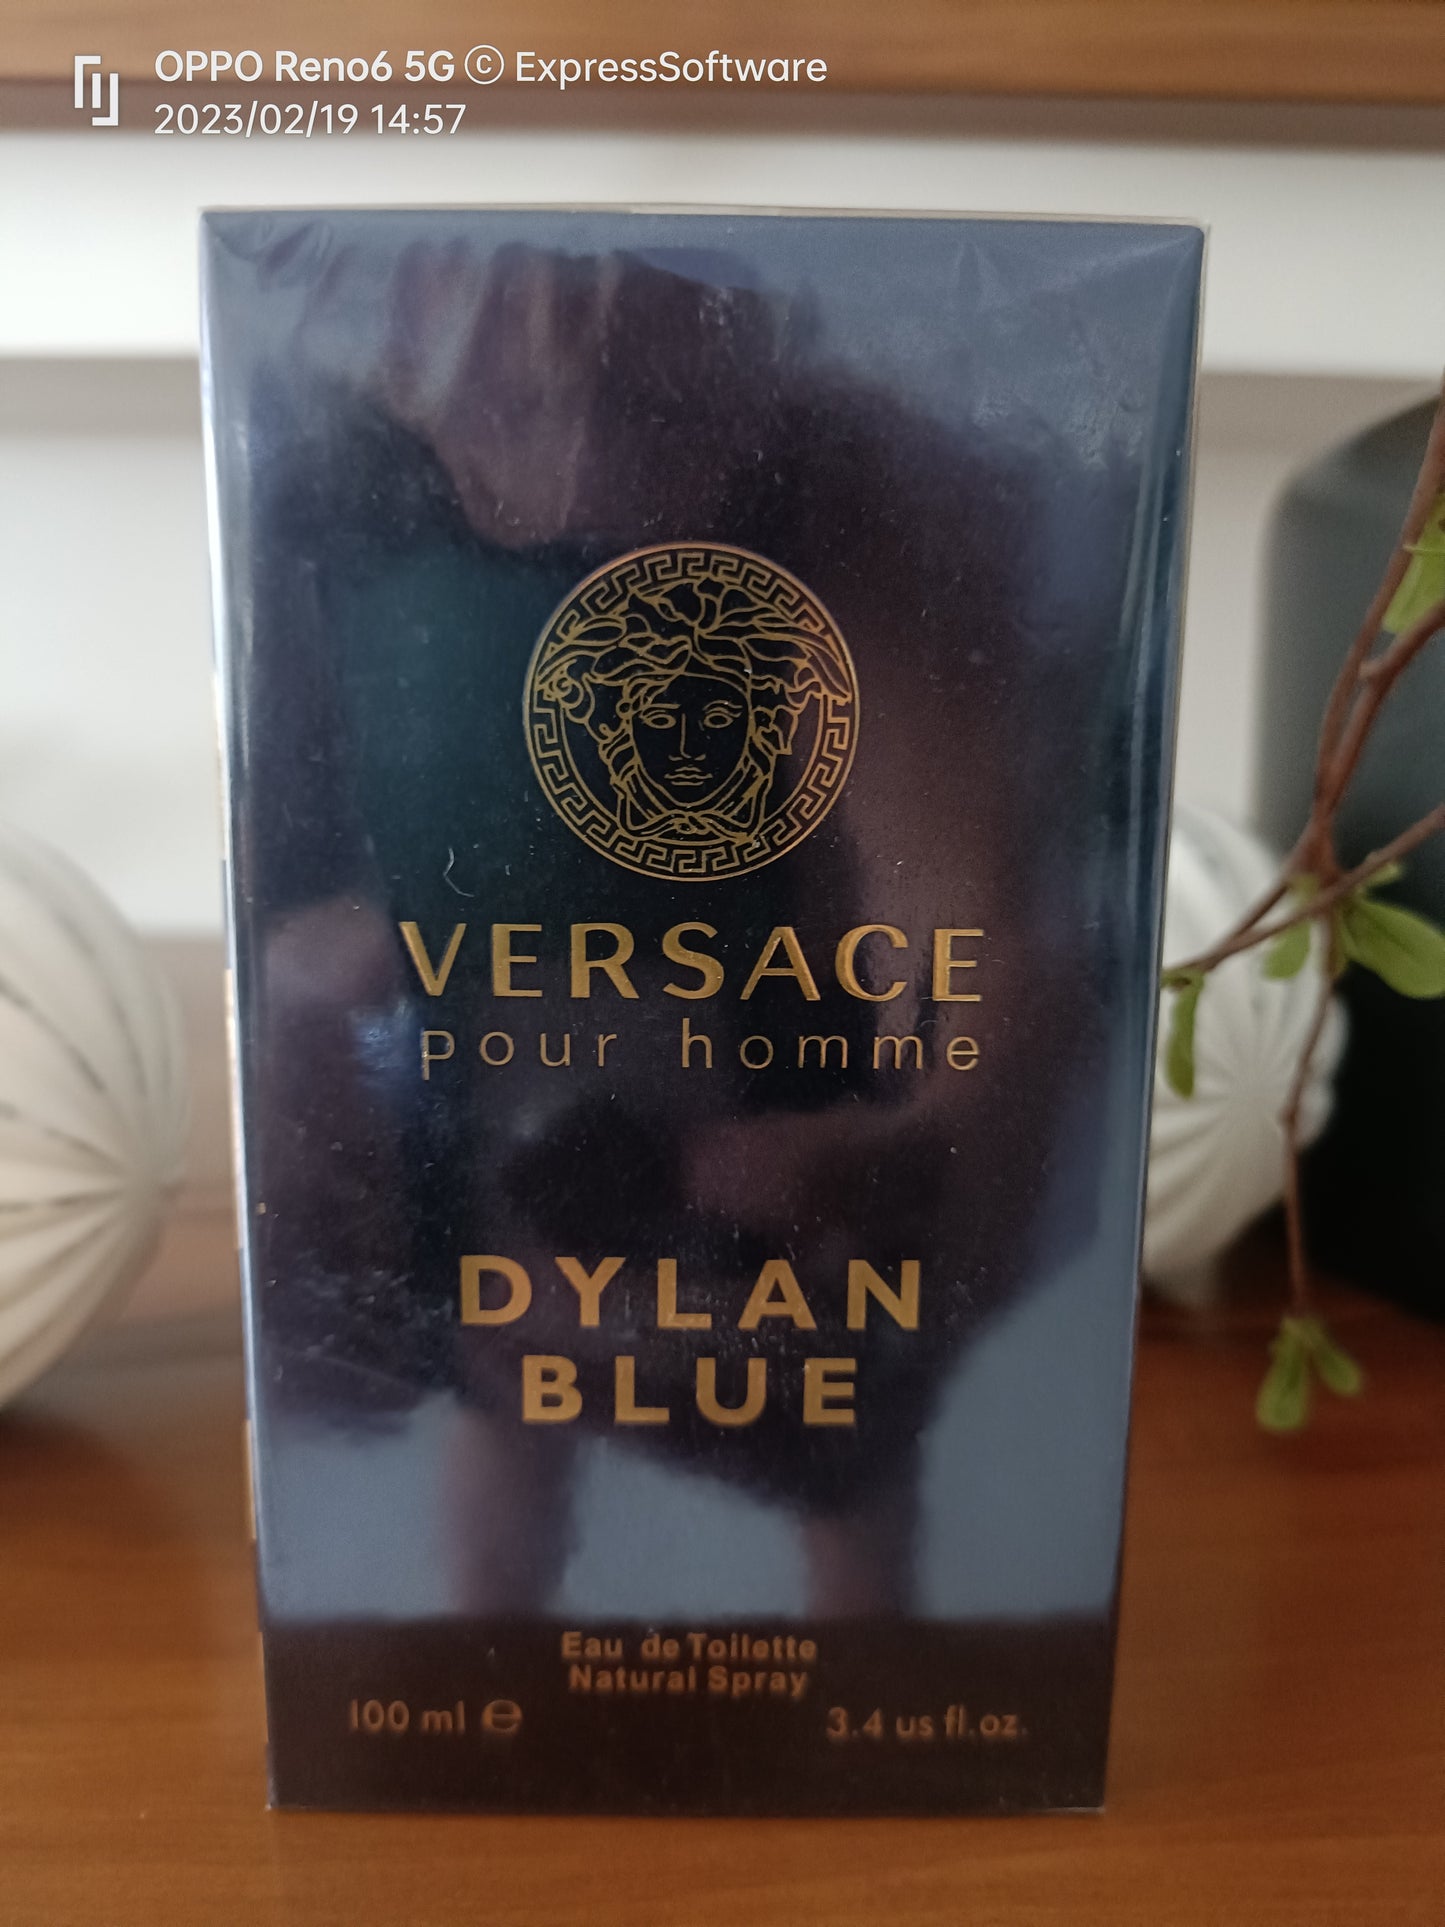 OPPO Reno6 5G © ExpressSoftware
2023/02/19 14:57
VERSACE
pour homme
DYLAN
BLUE
Eau de Toilette
Natural Spray
100 ml ℮
3.4 us fl.oz.